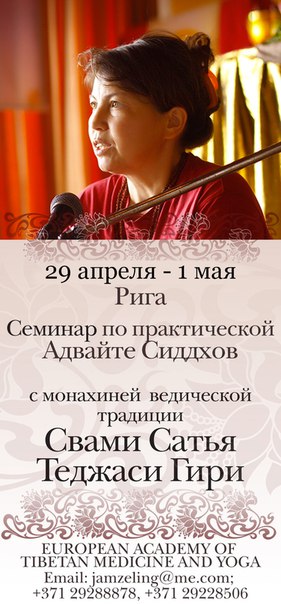 29 апреля - 1 мая
Рига
Семинар по практической
Адвайте Сиддхов
с монахиней ведической
традиции
Свами Сатья
Теджаси Гири
EUROPEAN ACADEMY OF
TIBETAN MEDICINE AND YOGA
Email: jamzeling@me.com;
+371 29288878, +371 29228506